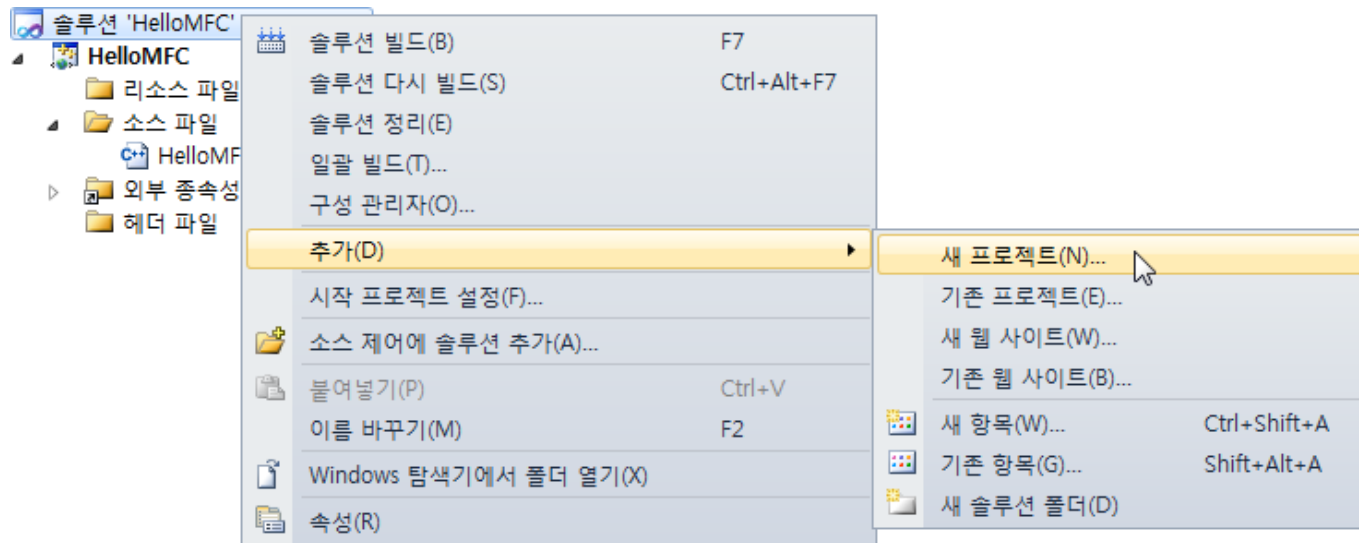 솔루션 'HelloMFC'
HelloMFC
리소스 파일
소스 파일
HelloMF
외부 종속성
헤더 파일
솔루션 빌드(B) F7
솔루션 다시 빌드(S) Ctrl+Alt+F7
솔루션 정리(E)
일괄 빌드(T)...
구성 관리자(O)...
추가(D)
시작 프로젝트 설정(F)...
소스 제어에 솔루션 추가(A)...
붙여넣기(P) Ctrl+V
이름 바꾸기(M) F2
Windows 탐색기에서 폴더 열기(X)
속성(R)
새 프로젝트(N)...
기존 프로젝트(E)...
새 웹 사이트(W)...
기존 웹 사이트(B)...
새 항목(W)... Ctrl+Shift+A
기존 항목(G)... Shift+Alt+A
새 솔루션 폴더(D)